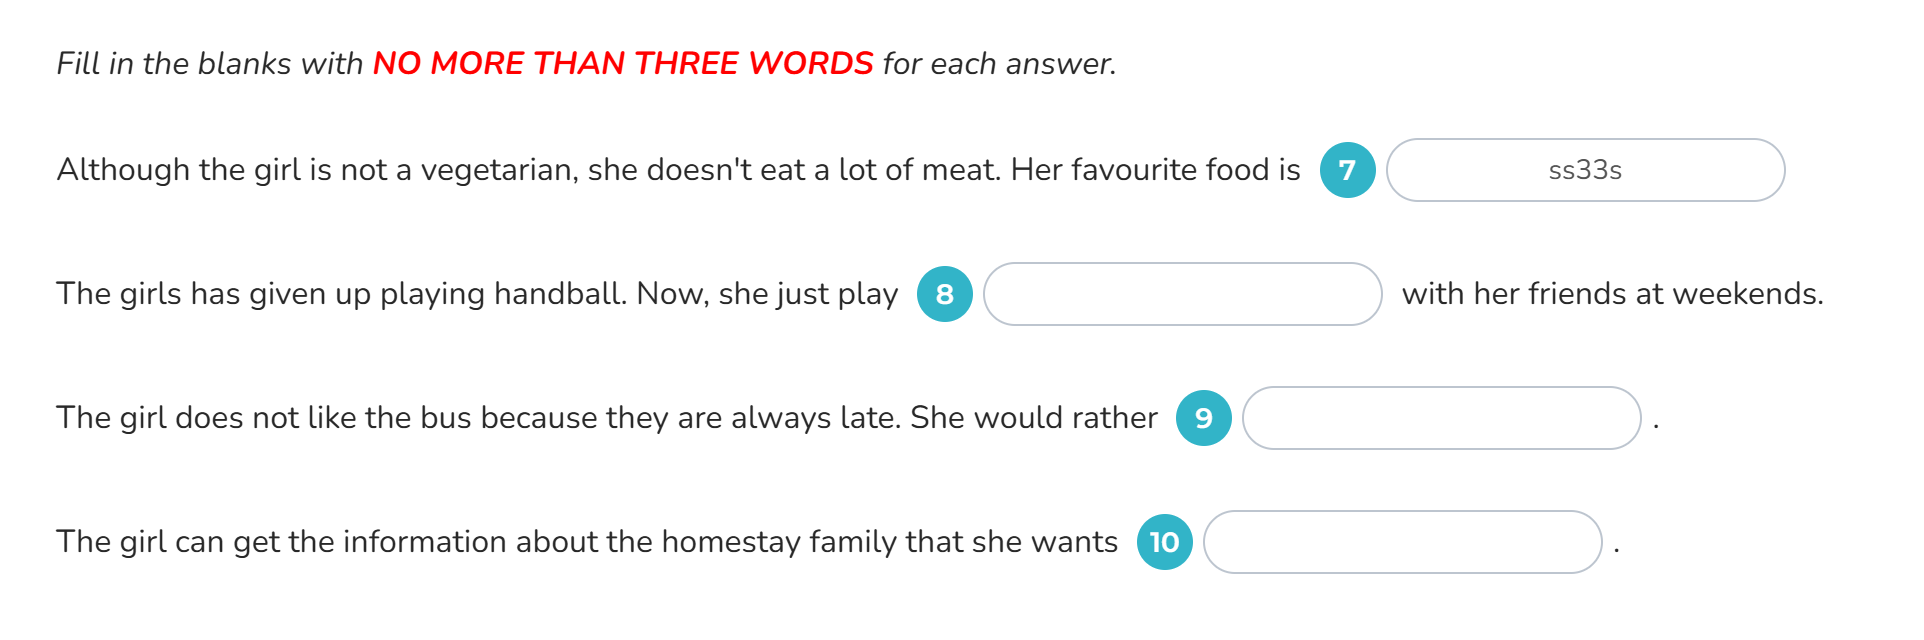 Fill in the blanks with NO MORE THAN THREE WORDS for each answer.
Although the girl is not a vegetarian, she doesn't eat a lot of meat. Her favourite food is 7 ss33s
The girls has given up playing handball. Now, she just play 8 with her friends at weekends.
The girl does not like the bus because they are always late. She would rather 9 .
The girl can get the information about the homestay family that she wants 10 .